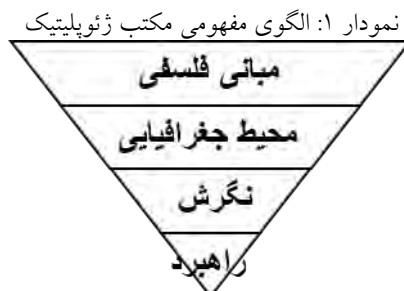 نمودار ۱: الگوی مفهومی مکتب ژئوپلیتیک
مبانی فلسفی
محیط جغرافیایی
نگرش
راهبرد